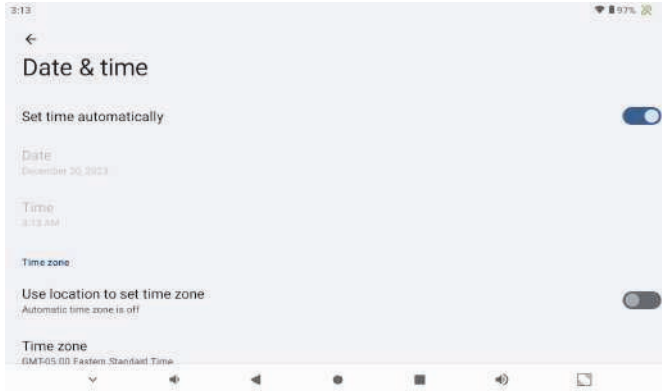 3:13
97%
Date & time
Set time automatically
Date
December 20, 2023
Time
3:13 AM
Time zone
Use location to set time zone
Automatic time zone is off
Time zone
GMT-05:00 Eastern Standard Time